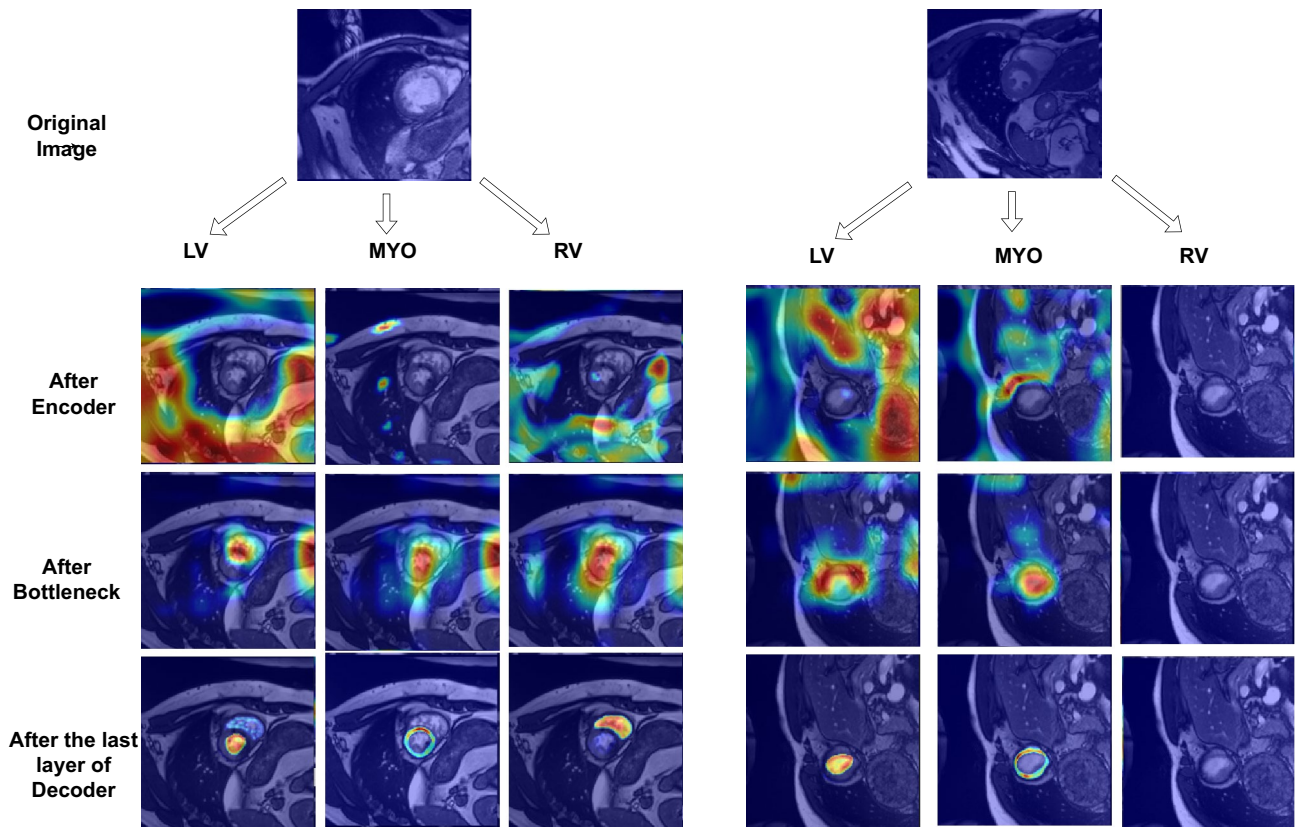 Original
Image
LV
MYO
RV
LV
MYO
RV
After
Encoder
After
Bottleneck
After the last
layer of
Decoder